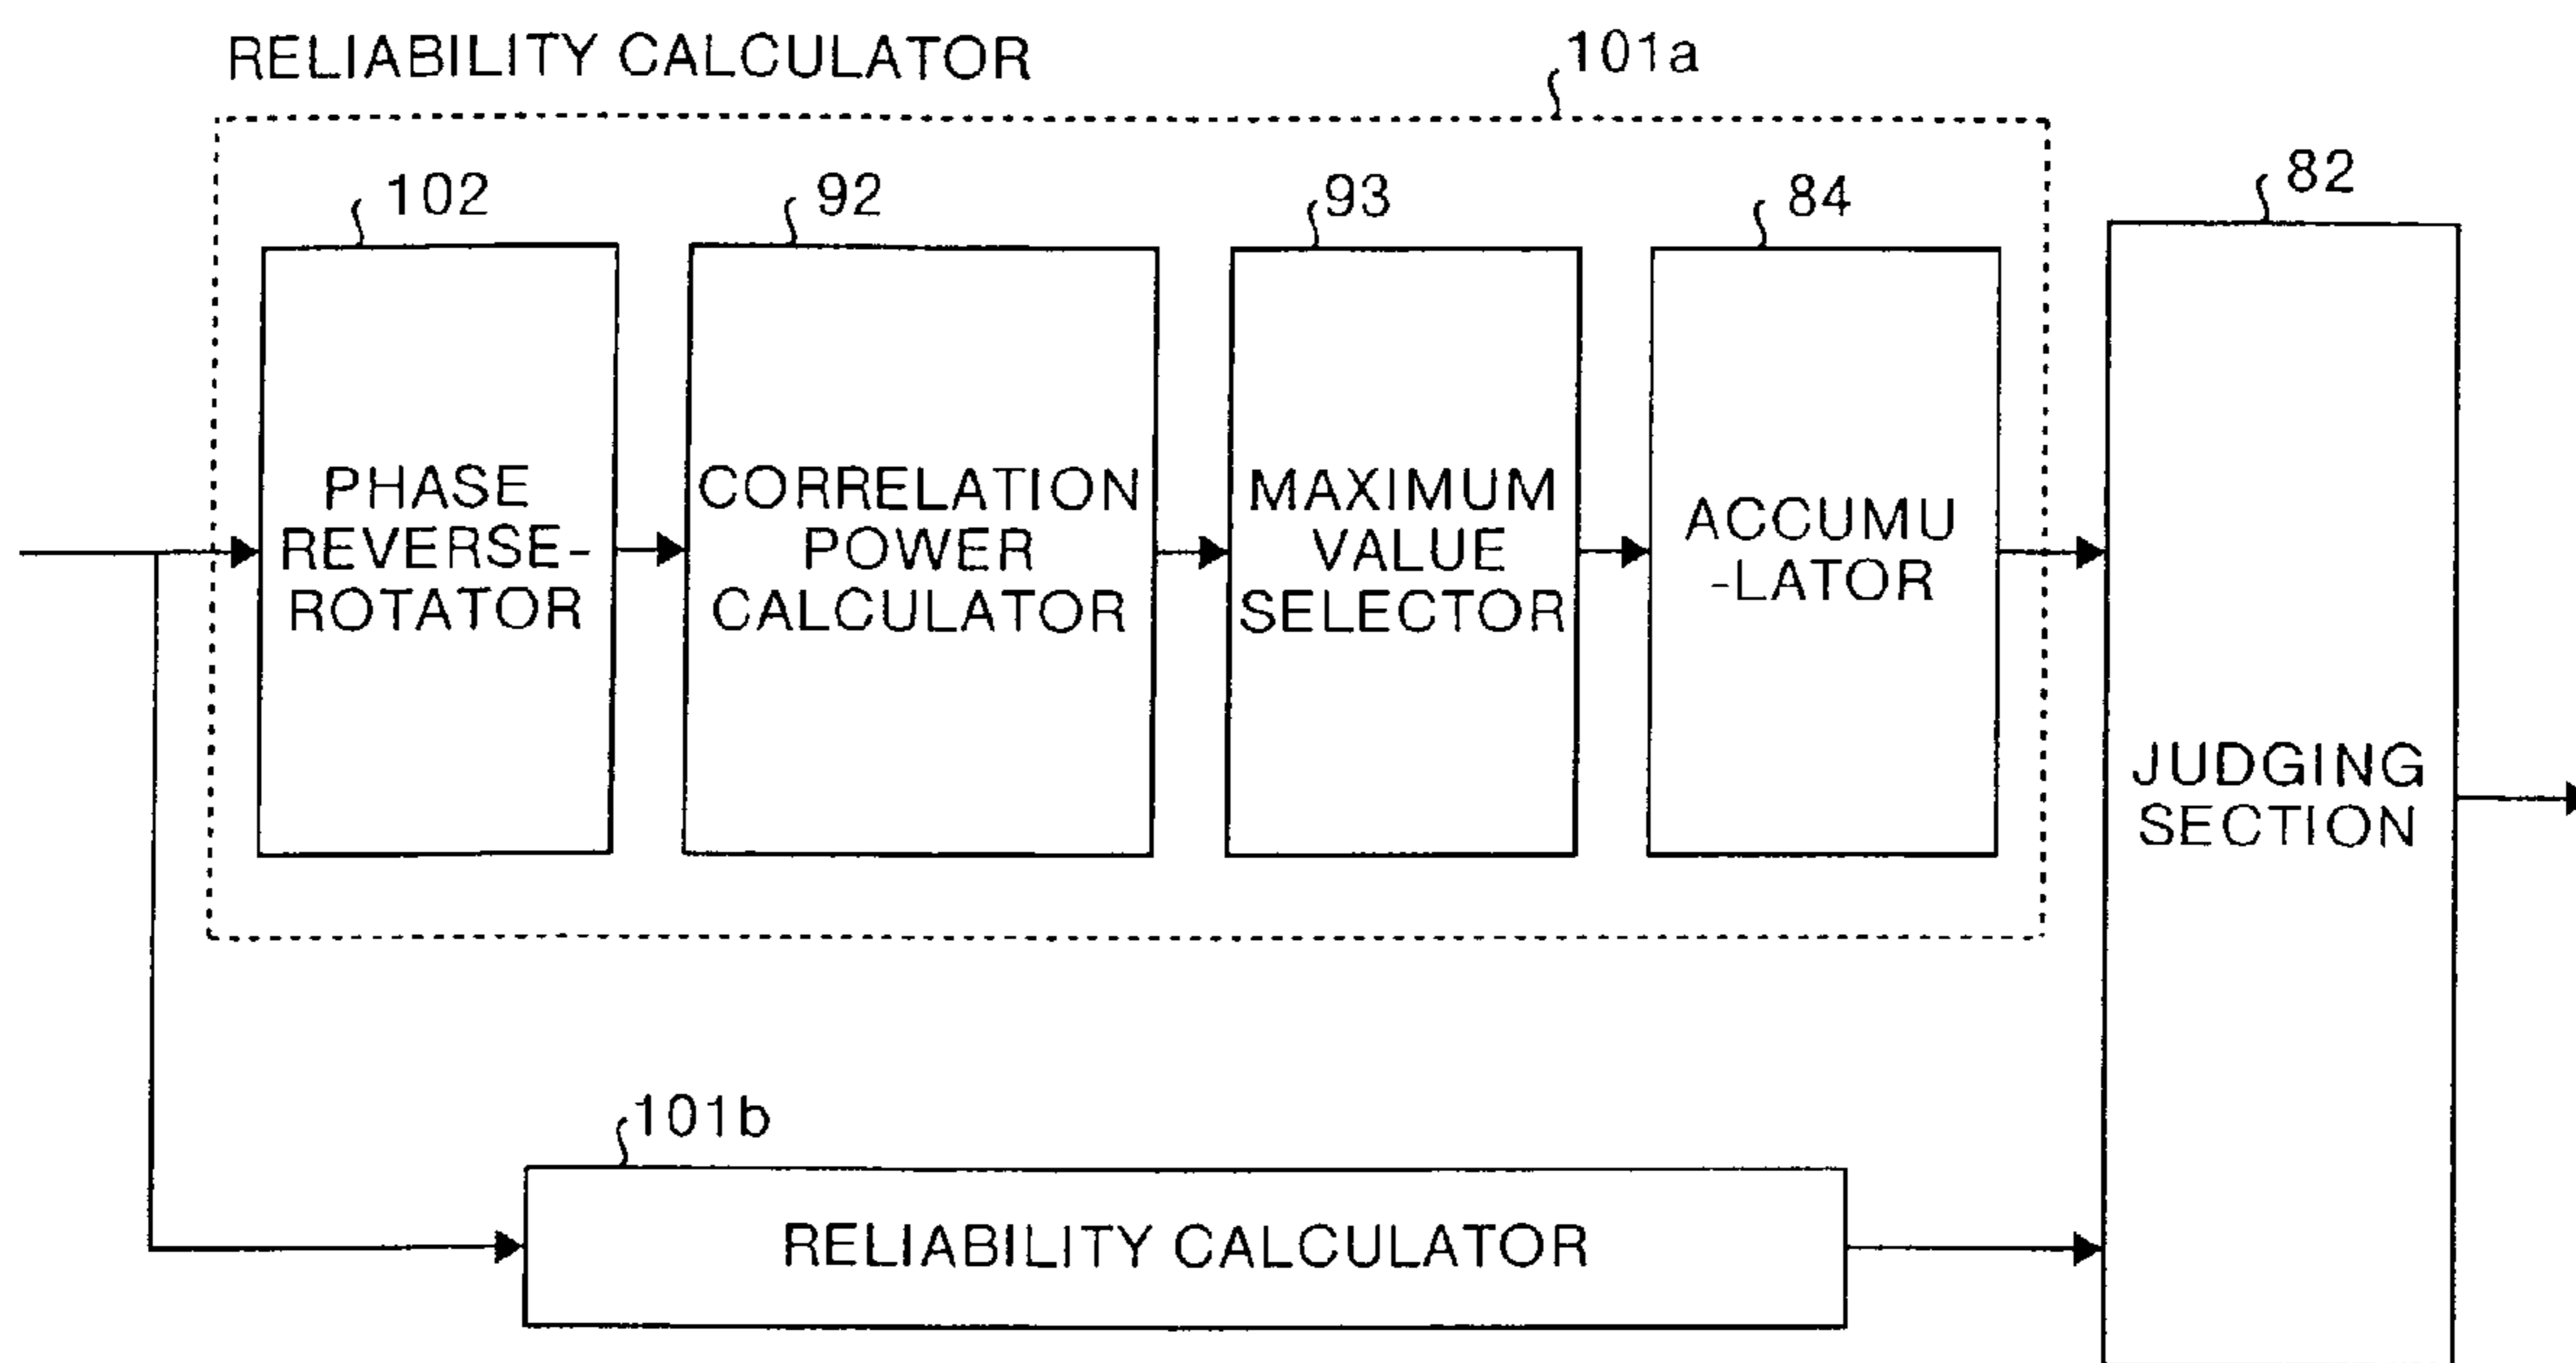 RELIABILITY CALCULATOR
101a
102
92
93
84
82
PHASE
REVERSE-
ROTATOR
CORRELATION
POWER
CALCULATOR
MAXIMUM
VALUE
SELECTOR
ACCUMU
-LATOR
JUDGING
SECTION
101b
RELIABILITY CALCULATOR